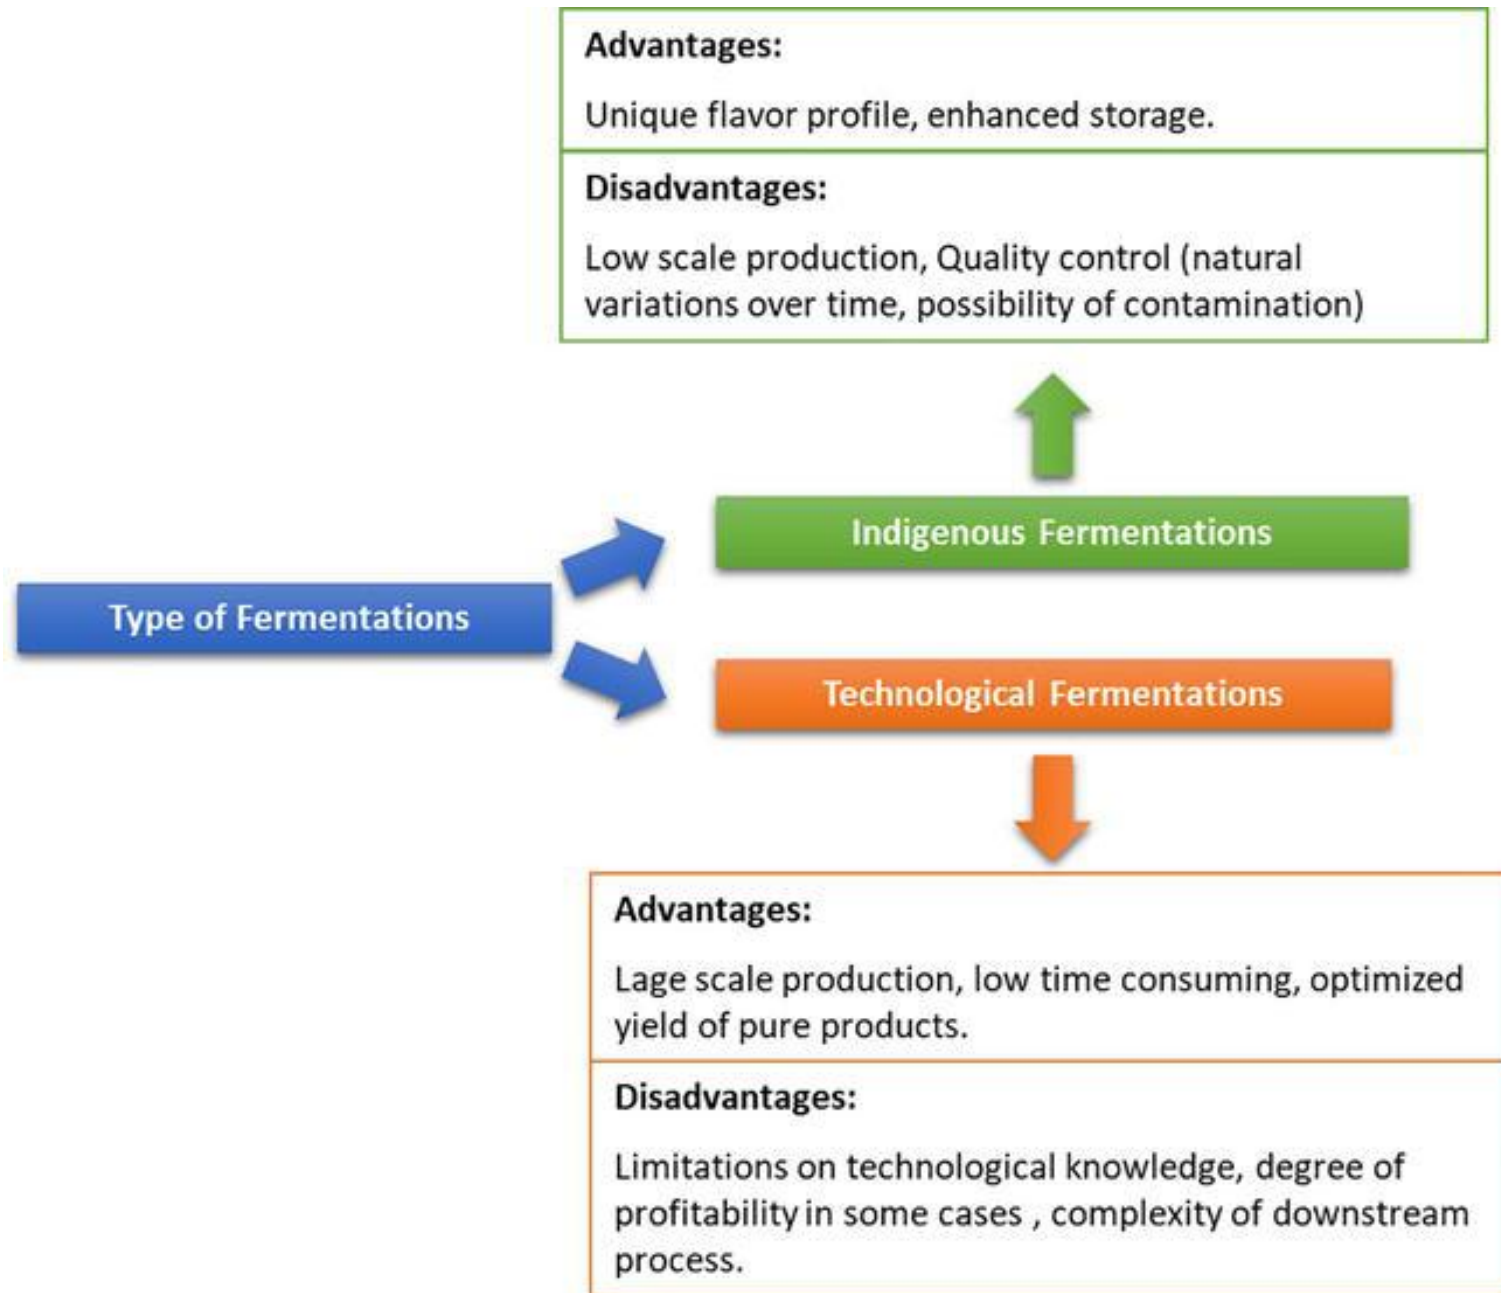 Advantages:
Unique flavor profile, enhanced storage.
Disadvantages:
Low scale production, Quality control (natural
variations over time, possibility of contamination)
Indigenous Fermentations
Type of Fermentations
Technological Fermentations
Advantages:
Lage scale production, low time consuming, optimized
yield of pure products.
Disadvantages:
Limitations on technological knowledge, degree of
profitability in some cases , complexity of downstream
process.